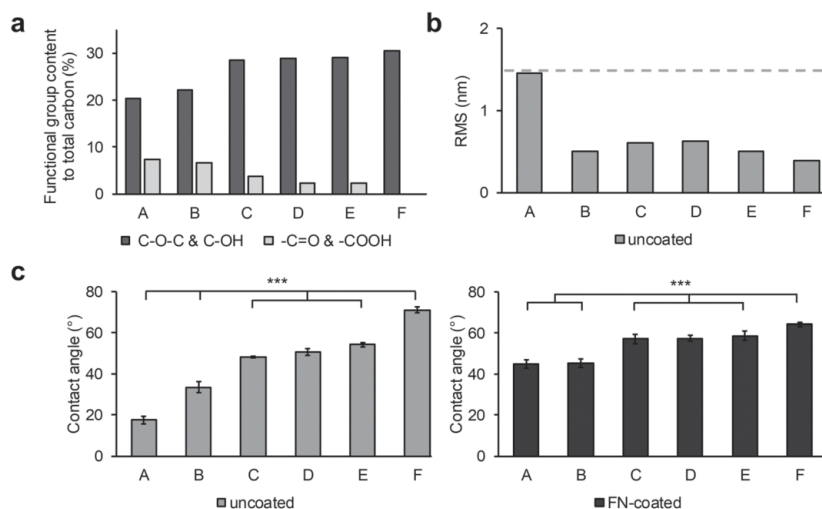 a
Functional group content
to total carbon (%)
30
20
10
0
A B C D E F
C-O-C & C-OH -C=O & -COOH
b
RMS (nm)
2
1
0
A B C D E F
uncoated
c
***
Contact angle (°)
80
60
40
20
0
A B C D E F
uncoated
***
Contact angle (°)
80
60
40
20
0
A B C D E F
FN-coated